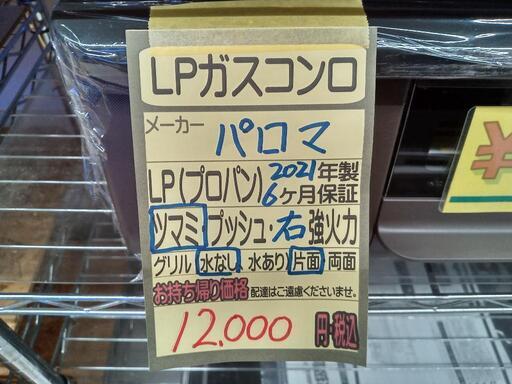 LPガスコンロ
メーカー パロマ
LP(プロパン) 2021年製
6ヶ月保証
ツマミ・プッシュ・右強火力
グリル 水なし 水あり 片面・両面
お持ち帰り価格 配達はご遠慮くださいませ。
12.000 円・税込